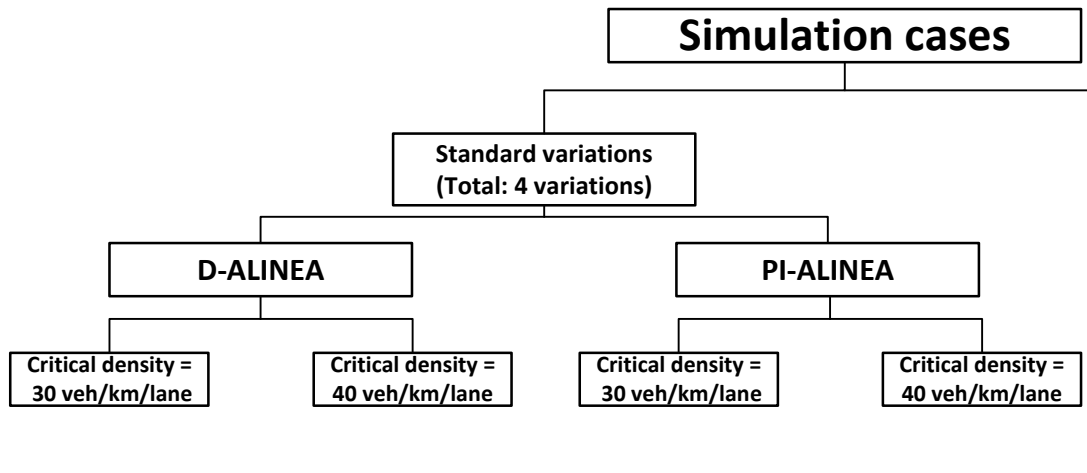 Simulation cases
Standard variations
(Total: 4 variations)
D-ALINEA
PI-ALINEA
Critical density =
30 veh/km/lane
Critical density =
40 veh/km/lane
Critical density =
30 veh/km/lane
Critical density =
40 veh/km/lane